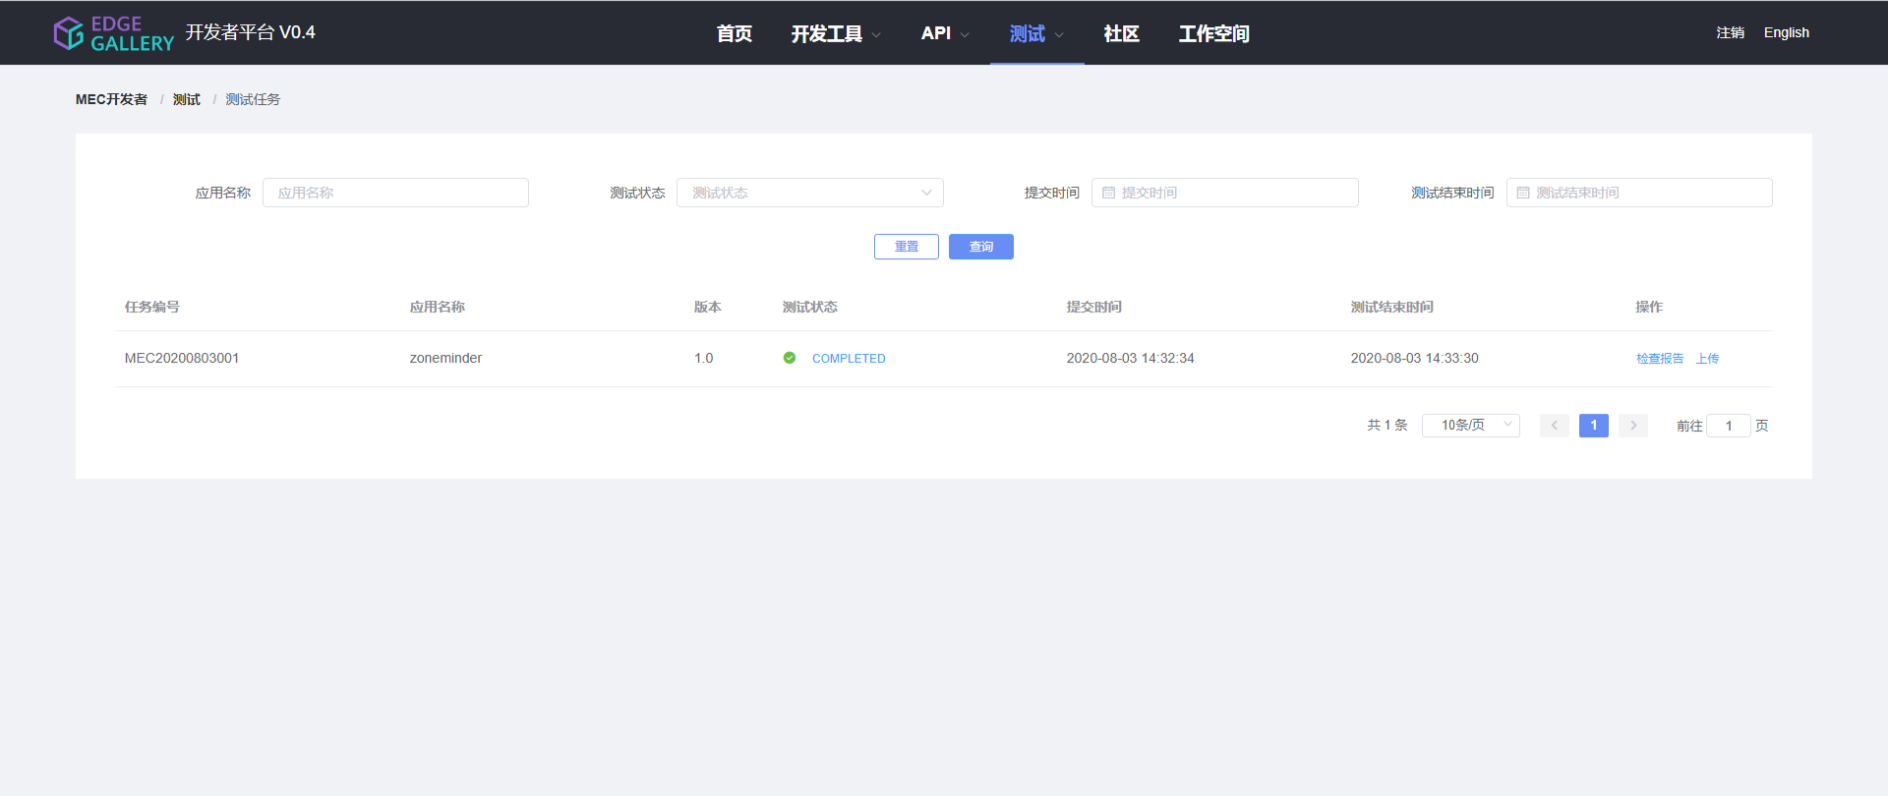 EDGE GALLERY 开发者平台 V0.4 首页 开发工具 API 测试 社区 工作空间 注销 English
MEC开发者 / 测试 / 测试任务
应用名称 应用名称 测试状态 测试状态 提交时间 提交时间 测试结束时间 测试结束时间
重置 查询
任务编号 应用名称 版本 测试状态 提交时间 测试结束时间 操作
MEC20200803001 zoneminder 1.0 COMPLETED 2020-08-03 14:32:34 2020-08-03 14:33:30 检查报告 上传
共 1 条 10条/页 1 前往 1 页